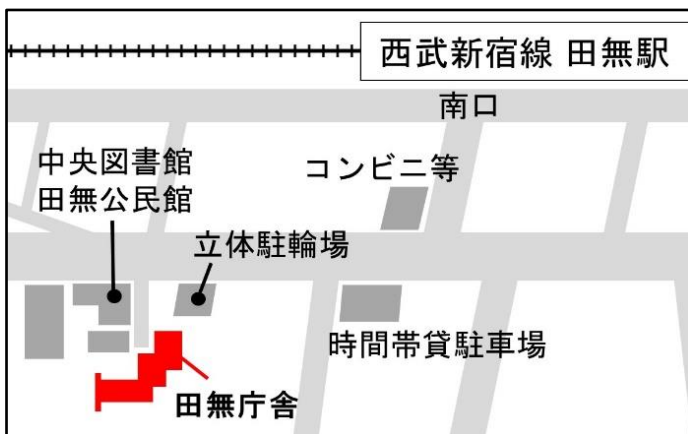 西武新宿線 田無駅
南口
中央図書館
田無公民館
コンビニ等
立体駐輪場
時間帯貸駐車場
田無庁舎